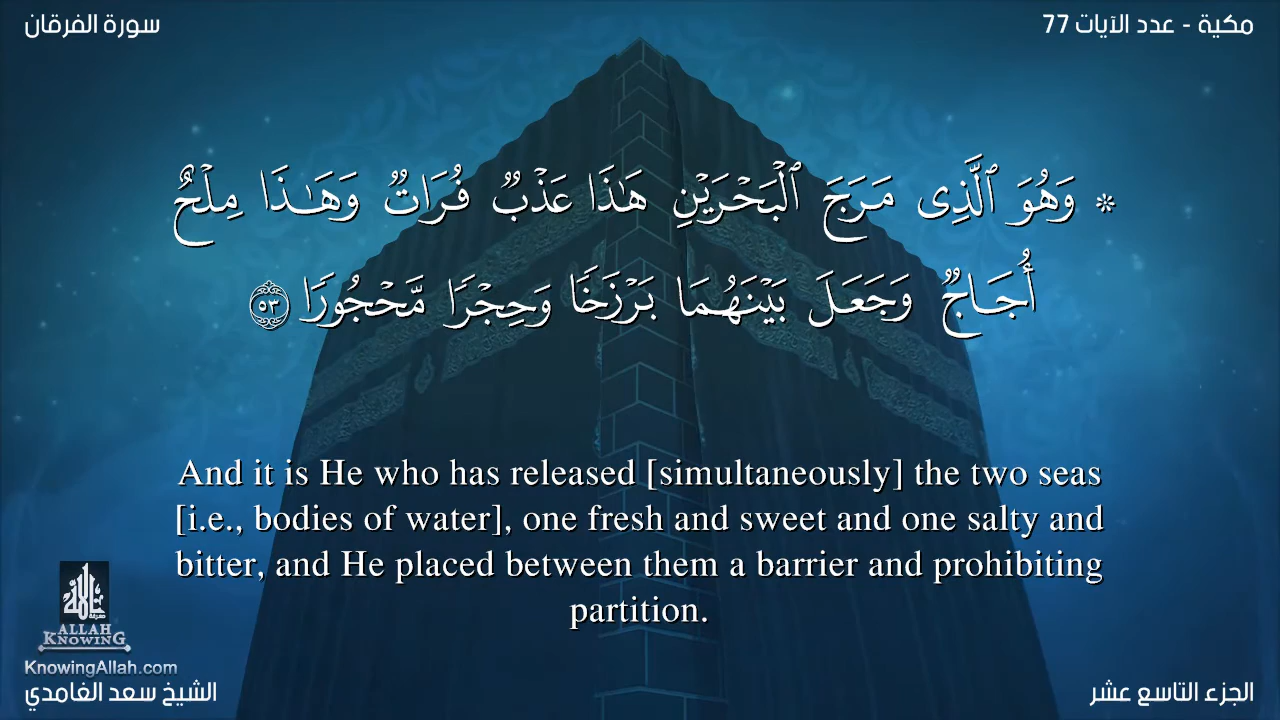 سورة الفرقان
مكية - عدد الآيات 77
۞ وَهُوَ ٱلَّذِى مَرَجَ ٱلْبَحْرَيْنِ هَٰذَا عَذْبٌ فُرَاتٌ وَهَٰذَا مِلْحٌ
أُجَاجٌ وَجَعَلَ بَيْنَهُمَا بَرْزَخًا وَحِجْرًا مَّحْجُورًا ٥٣
And it is He who has released [simultaneously] the two seas
[i.e., bodies of water], one fresh and sweet and one salty and
bitter, and He placed between them a barrier and prohibiting
partition.
ALLAH
KNOWING
KnowingAllah.com
الشيخ سعد الغامدي
الجزء التاسع عشر